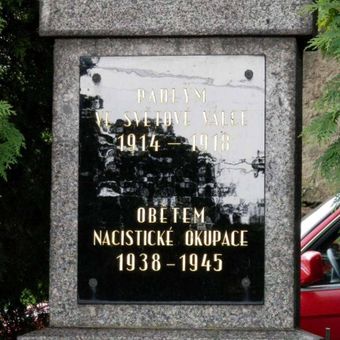 PADLÝM
VE SVĚTOVÉ VÁLCE
1914 – 1918
OBĚTEM
NACISTICKÉ OKUPACE
1938 – 1945